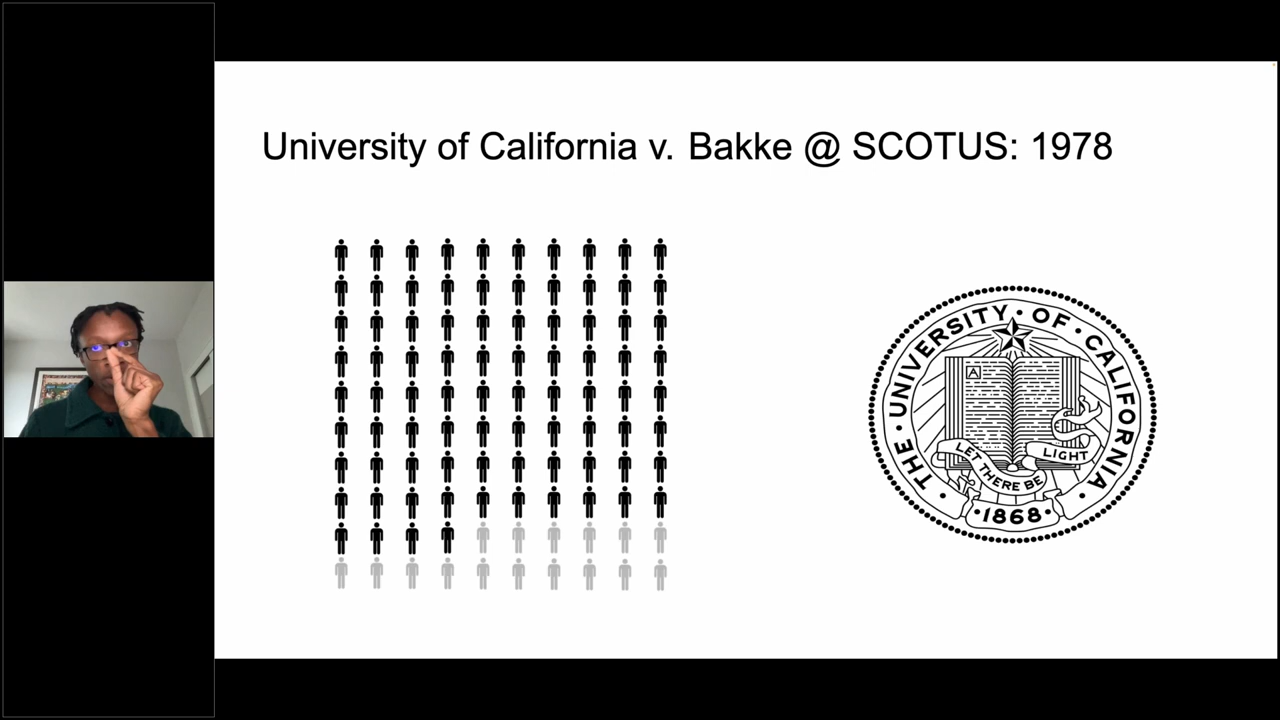 University of California v. Bakke @ SCOTUS: 1978
THE UNIVERSITY OF CALIFORNIA
A
LET THERE BE
LIGHT
1868